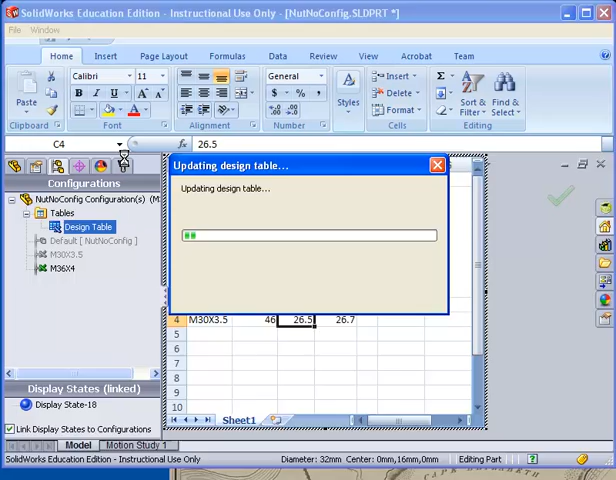 SolidWorks Education Edition - Instructional Use Only - [NutNoConfig.SLDPRT *]
File Window
Home Insert Page Layout Formulas Data Review View Acrobat Team
Calibri 11 General Insert Σ
Paste B I U A A $ % , Styles Delete Sort & Filter Find & Select
Format
Clipboard Font Alignment Number Cells Editing
C4 fx 26.5
Updating design table...
Updating design table...
Configurations
NutNoConfig Configuration(s) (M
Tables
Design Table
Default [ NutNoConfig ]
M30X3.5
M36X4
4 M30X3.5 46 26.5 26.7
5
6
7
8
9
10
Sheet1
Display States (linked)
Display State-18
Link Display States to Configurations
Model Motion Study 1
SolidWorks Education Edition - Instructional Use Only Diameter: 32mm Center: 0mm,16mm,0mm Editing Part